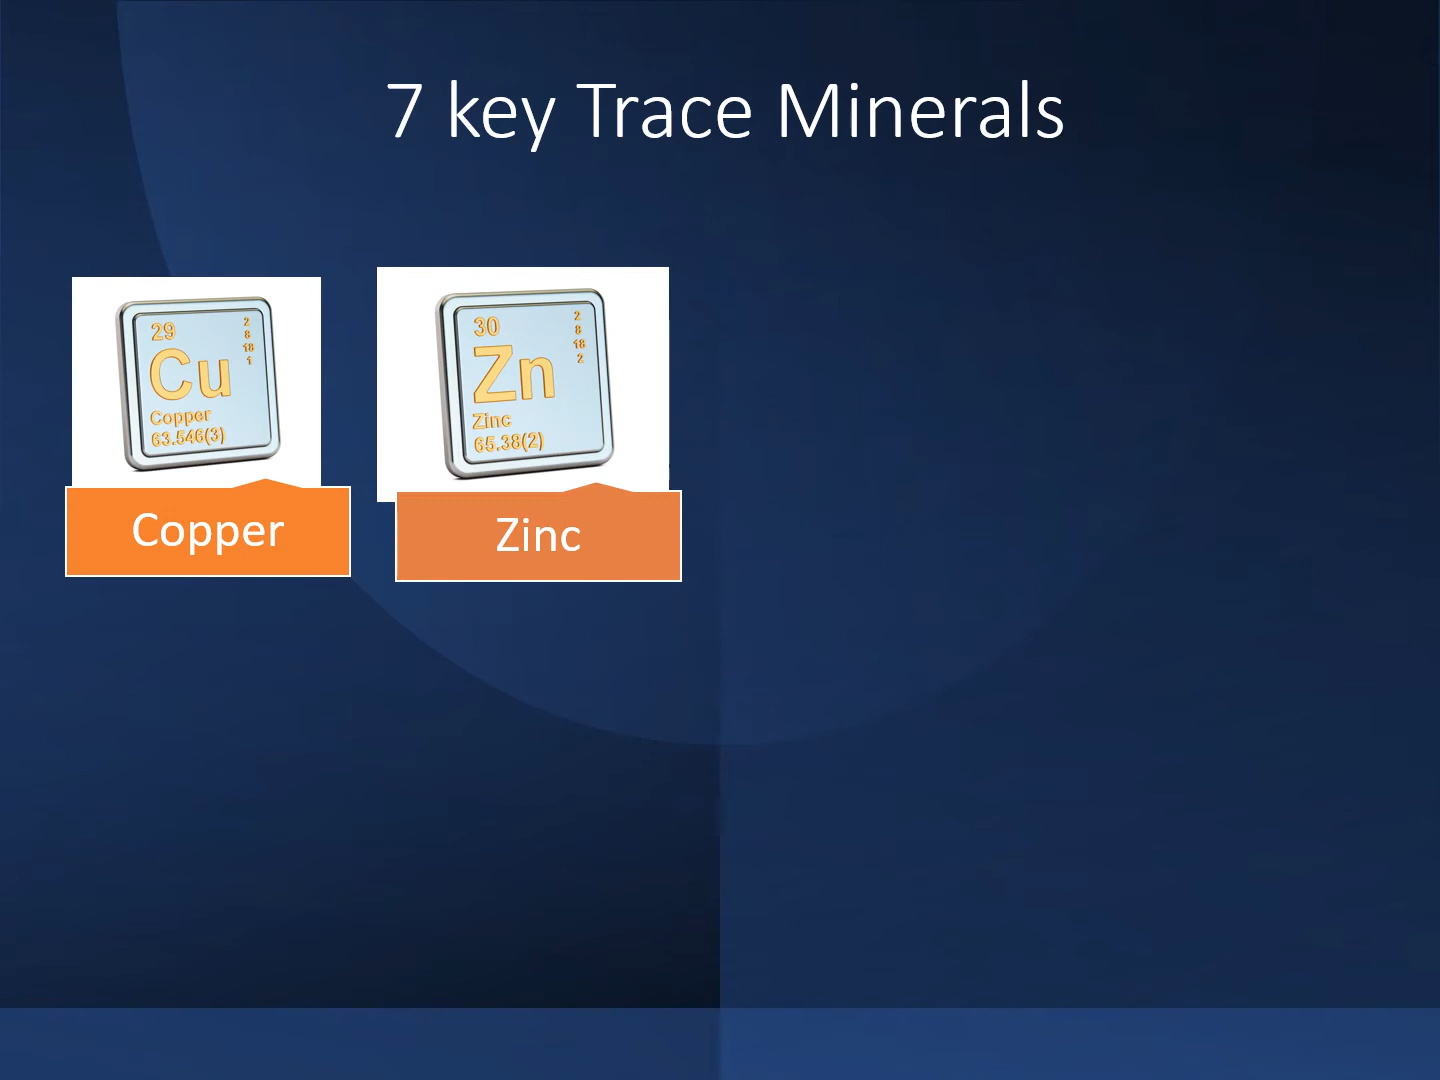 7 key Trace Minerals
29
2
8
18
1
Cu
Copper
63.546(3)
30
2
8
18
2
Zn
Zinc
65.38(2)
Copper
Zinc